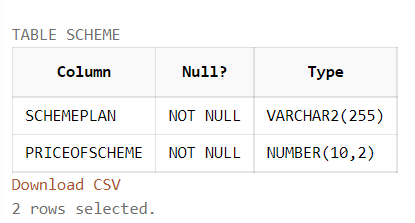 TABLE SCHEME
Column Null? Type
SCHEMEPLAN NOT NULL VARCHAR2(255)
PRICEOFSCHEME NOT NULL NUMBER(10,2)
Download CSV
2 rows selected.